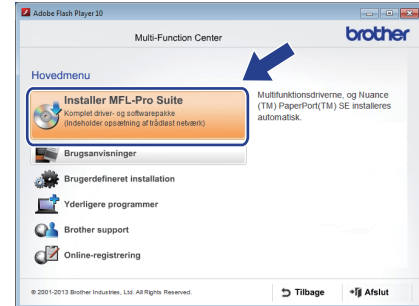 Adobe Flash Player 10
Multi-Function Center
brother
Hovedmenu
Installer MFL-Pro Suite
Komplet driver- og softwarepakke
(Indeholder opsætning af trådløst netværk)
Multifunktionsdriverne, og Nuance
(TM) PaperPort(TM) SE installeres
automatisk.
Brugsanvisninger
Brugerdefineret installation
Yderligere programmer
Brother support
Online-registrering
© 2001-2013 Brother Industries, Ltd. All Rights Reserved.
Tilbage
Afslut